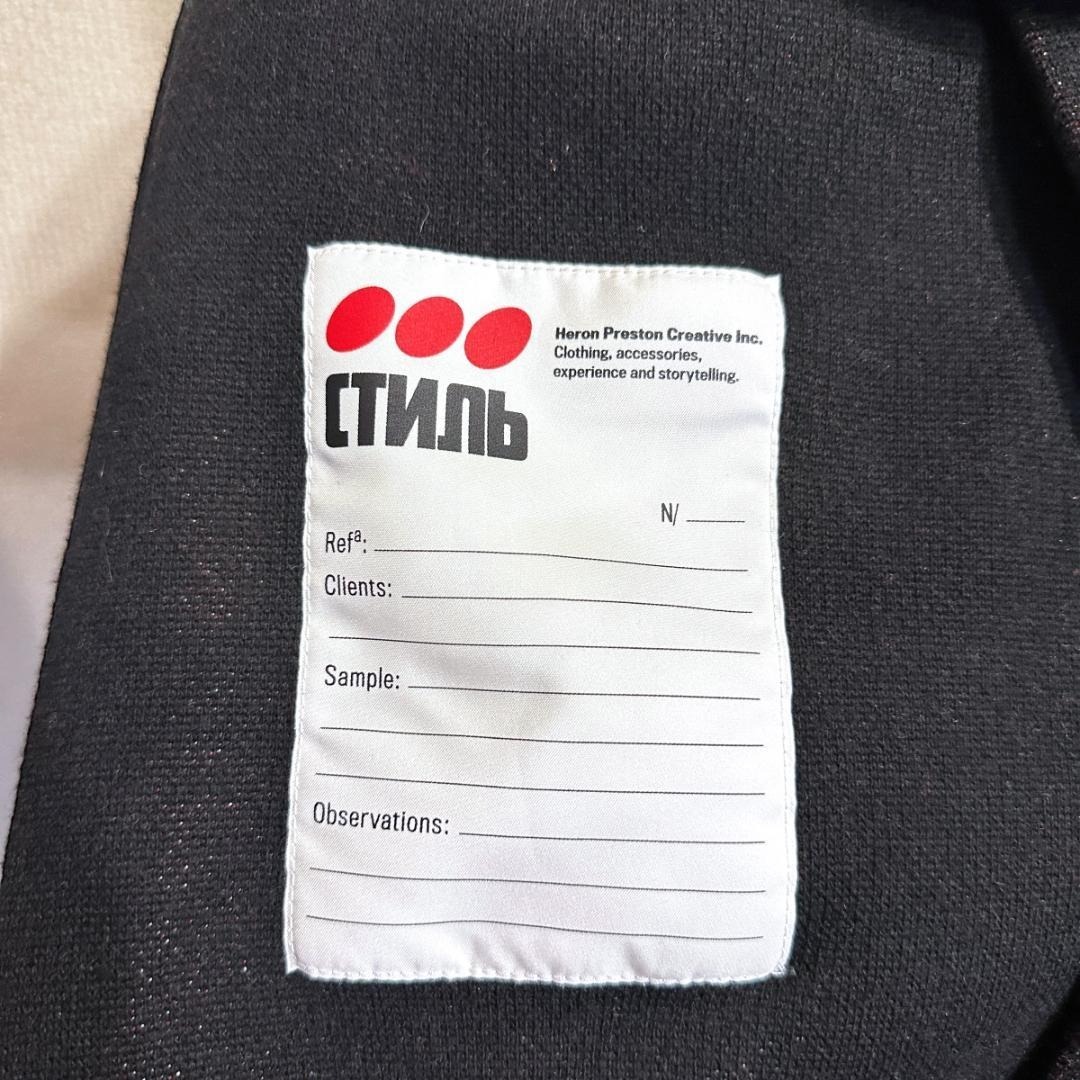 СТИЛЬ
Heron Preston Creative Inc.
Clothing, accessories,
experience and storytelling.
N/
Refª:
Clients:
Sample:
Observations: